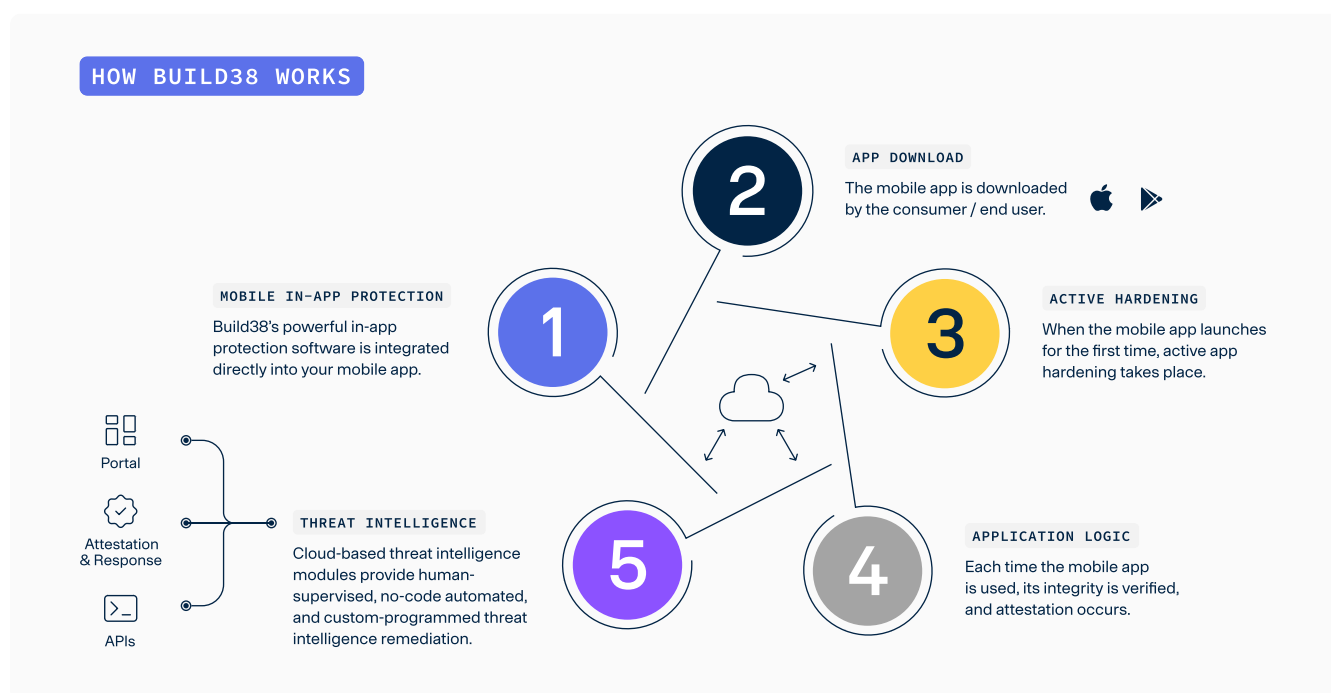 HOW BUILD38 WORKS
1
MOBILE IN-APP PROTECTION
Build38’s powerful in-app
protection software is integrated
directly into your mobile app.
2
APP DOWNLOAD
The mobile app is downloaded
by the consumer / end user.
3
ACTIVE HARDENING
When the mobile app launches
for the first time, active app
hardening takes place.
4
APPLICATION LOGIC
Each time the mobile app
is used, its integrity is verified,
and attestation occurs.
5
THREAT INTELLIGENCE
Cloud-based threat intelligence
modules provide human-
supervised, no-code automated,
and custom-programmed threat
intelligence remediation.
Portal
Attestation
& Response
APIs